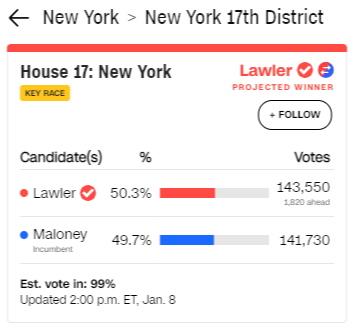 New York > New York 17th District
House 17: New York
Lawler
KEY RACE
PROJECTED WINNER
+ FOLLOW
Candidate(s) % Votes
Lawler 50.3% 143,550
1,820 ahead
Maloney 49.7% 141,730
Incumbent
Est. vote in: 99%
Updated 2:00 p.m. ET, Jan. 8